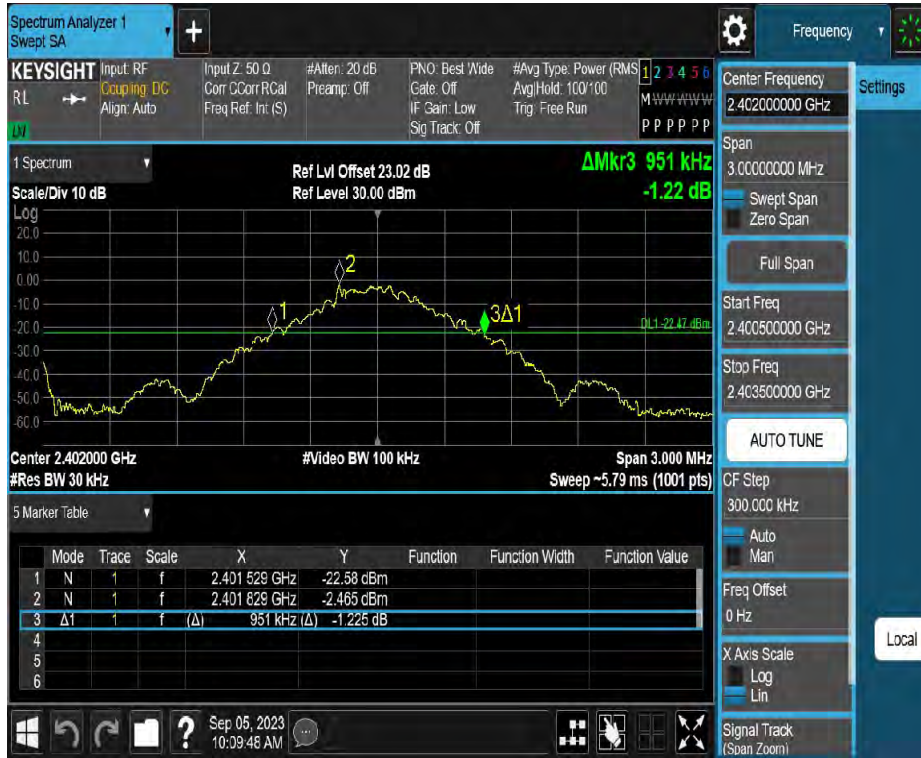 Spectrum Analyzer 1
Swept SA
+
Frequency
KEYSIGHT
RL
LXI
Input: RF
Coupling: DC
Align: Auto
Input Z: 50 Ω
Corr CCorr RCal
Freq Ref: Int (S)
#Atten: 20 dB
Preamp: Off
PNO: Best Wide
Gate: Off
IF Gain: Low
Sig Track: Off
#Avg Type: Power (RMS
Avg|Hold: 100/100
Trig: Free Run
1 2 3 4 5 6
M W W W W W
P P P P P P
Center Frequency
2.402000000 GHz
Settings
Span
3.00000000 MHz
Swept Span
Zero Span
Full Span
Start Freq
2.400500000 GHz
Stop Freq
2.403500000 GHz
AUTO TUNE
CF Step
300.000 kHz
Auto
Man
Freq Offset
0 Hz
X Axis Scale
Log
Lin
Local
Signal Track
(Span Zoom)
1 Spectrum
Scale/Div 10 dB
Ref Lvl Offset 23.02 dB
Ref Level 30.00 dBm
ΔMkr3 951 kHz
-1.22 dB
Log
20.0
10.0
0.00
-10.0
-20.0
-30.0
-40.0
-50.0
-60.0
1
2
3Δ1
DL1 -22.47 dBm
Center 2.402000 GHz
#Video BW 100 kHz
Span 3.000 MHz
#Res BW 30 kHz
Sweep ~5.79 ms (1001 pts)
5 Marker Table
Mode Trace Scale X Y Function Function Width Function Value
1 N 1 f 2.401 529 GHz -22.58 dBm
2 N 1 f 2.401 829 GHz -2.465 dBm
3 Δ1 1 f (Δ) 951 kHz (Δ) -1.225 dB
4
5
6
?
Sep 05, 2023
10:09:48 AM